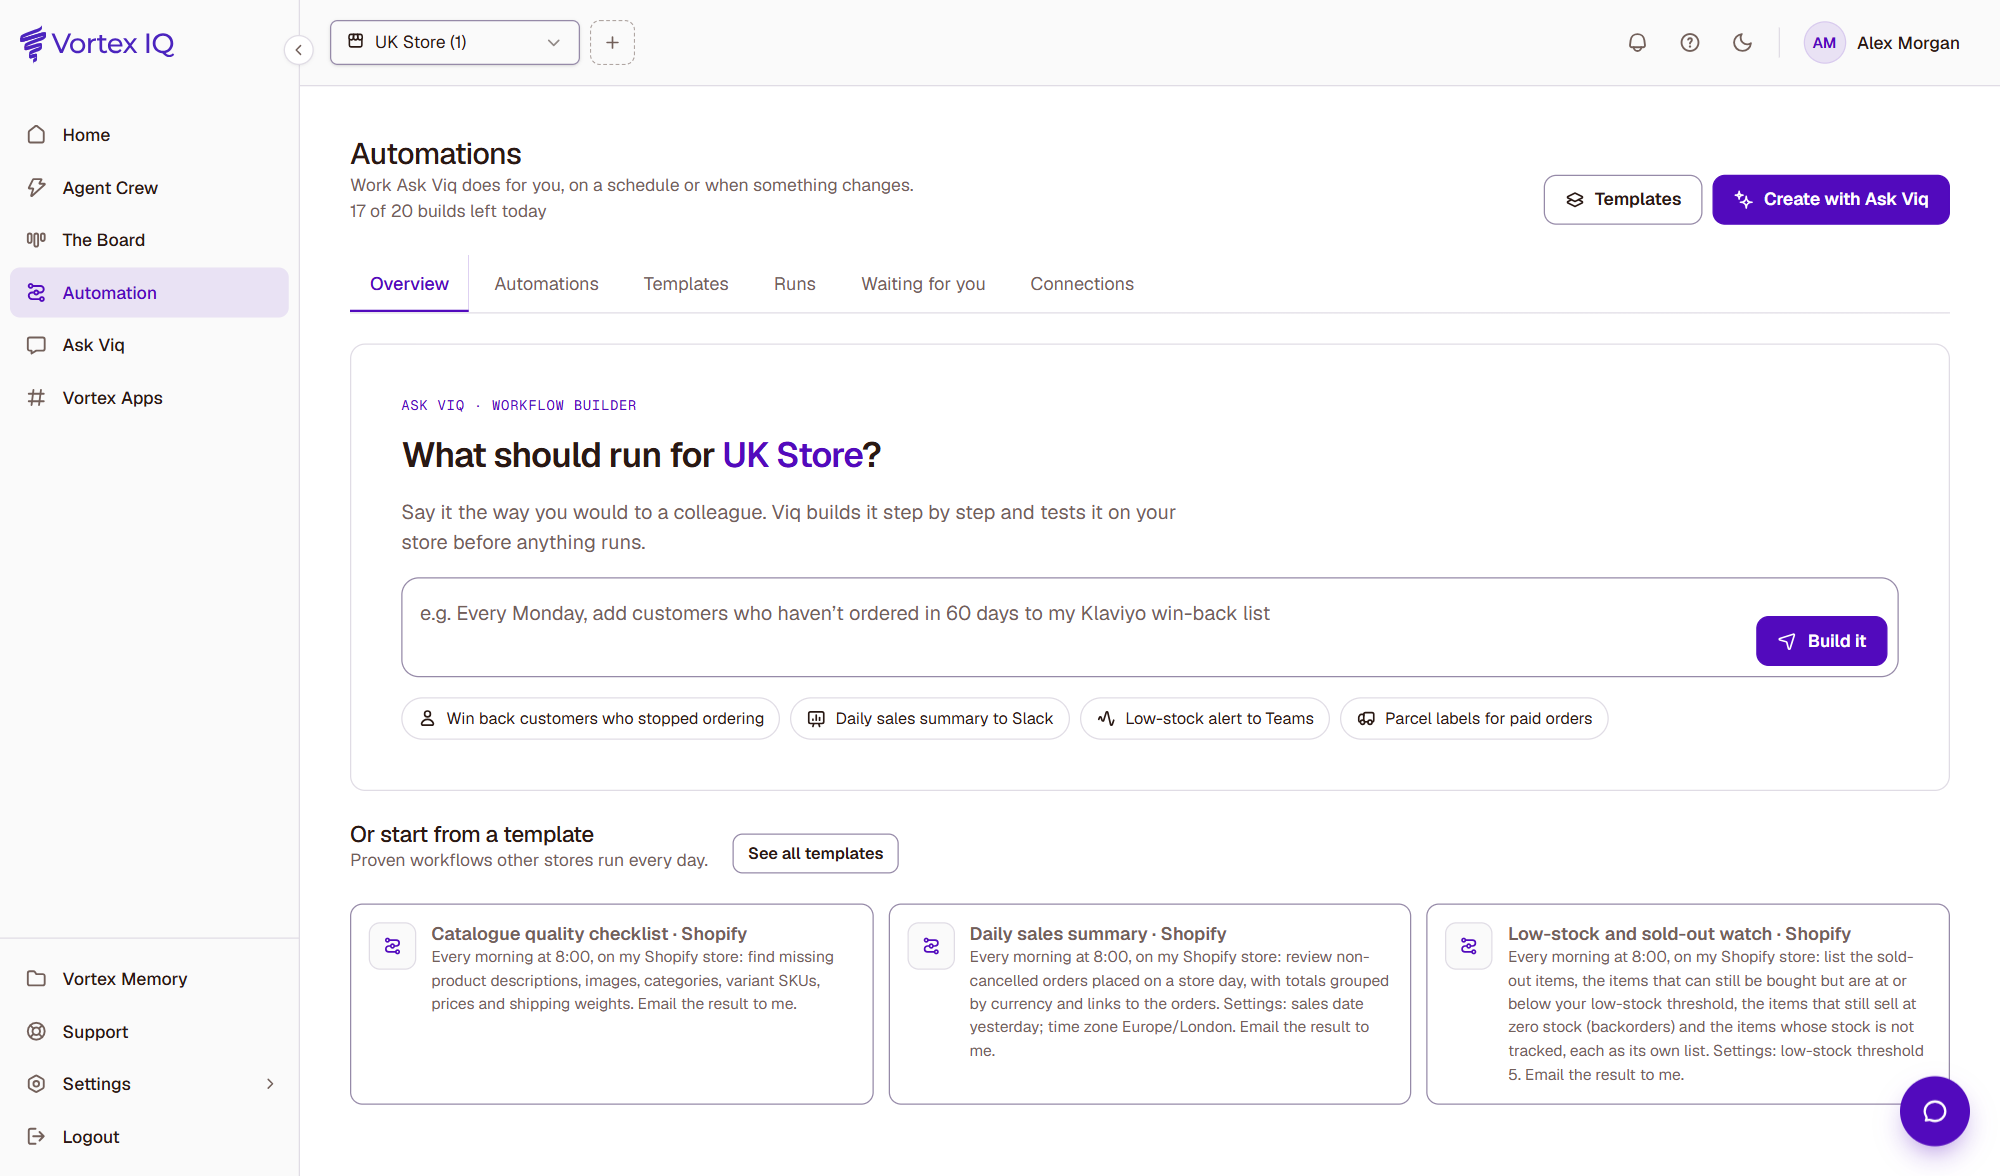 Vortex IQ
UK Store (1)
AM
Alex Morgan
Home
Agent Crew
The Board
Automation
Ask Viq
Vortex Apps
Vortex Memory
Support
Settings
Logout
Automations
Work Ask Viq does for you, on a schedule or when something changes.
17 of 20 builds left today
Templates
Create with Ask Viq
Overview
Automations
Templates
Runs
Waiting for you
Connections
ASK VIQ · WORKFLOW BUILDER
What should run for UK Store?
Say it the way you would to a colleague. Viq builds it step by step and tests it on your
store before anything runs.
e.g. Every Monday, add customers who haven’t ordered in 60 days to my Klaviyo win-back list
Build it
Win back customers who stopped ordering
Daily sales summary to Slack
Low-stock alert to Teams
Parcel labels for paid orders
Or start from a template
Proven workflows other stores run every day.
See all templates
Catalogue quality checklist · Shopify
Every morning at 8:00, on my Shopify store: find missing
product descriptions, images, categories, variant SKUs,
prices and shipping weights. Email the result to me.
Daily sales summary · Shopify
Every morning at 8:00, on my Shopify store: review non-
cancelled orders placed on a store day, with totals grouped
by currency and links to the orders. Settings: sales date
yesterday; time zone Europe/London. Email the result to
me.
Low-stock and sold-out watch · Shopify
Every morning at 8:00, on my Shopify store: list the sold-
out items, the items that can still be bought but are at or
below your low-stock threshold, the items that still sell at
zero stock (backorders) and the items whose stock is not
tracked, each as its own list. Settings: low-stock threshold
5. Email the result to me.